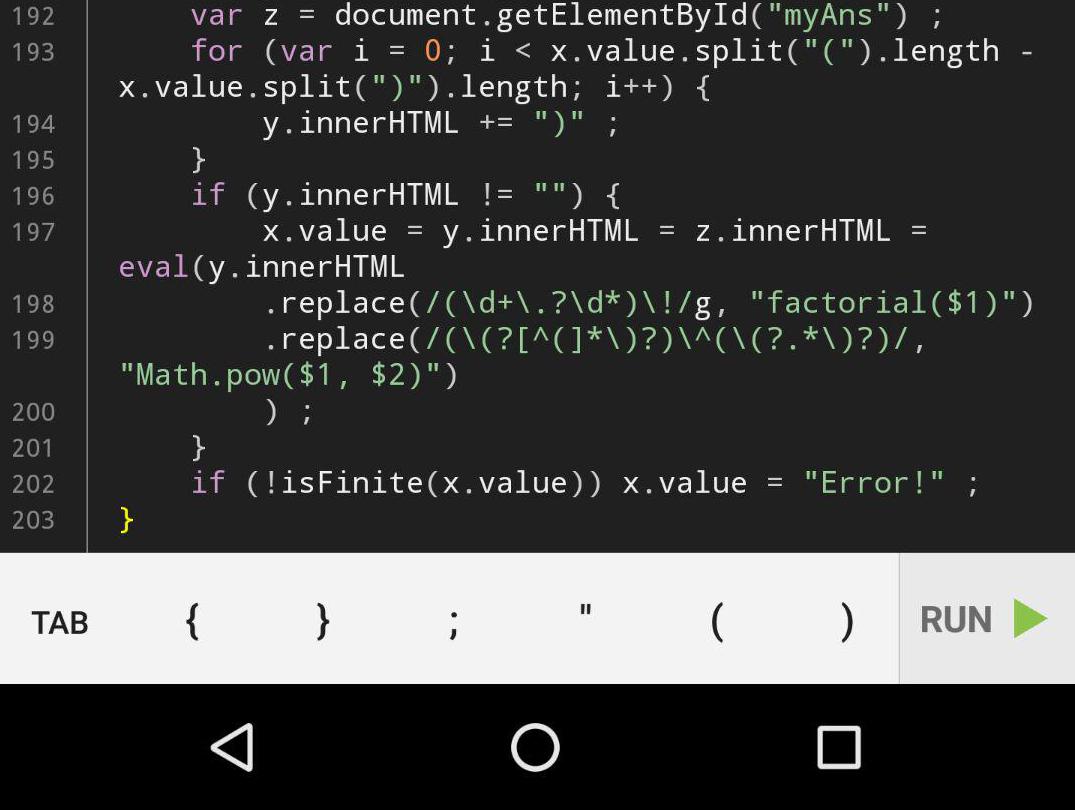 192 var z = document.getElementById("myAns") ;
193 for (var i = 0; i < x.value.split("(").length -
x.value.split(")").length; i++) {
194 y.innerHTML += ")" ;
195 }
196 if (y.innerHTML != "") {
197 x.value = y.innerHTML = z.innerHTML =
eval(y.innerHTML
198 .replace(/(\d+\.?\d*)\!/g, "factorial($1)")
199 .replace(/(\(?[^(]*\)?)\^(\(?.*\)?)/,
"Math.pow($1, $2)")
200 ) ;
201 }
202 if (!isFinite(x.value)) x.value = "Error!" ;
203 }
TAB { } ; " ( ) RUN